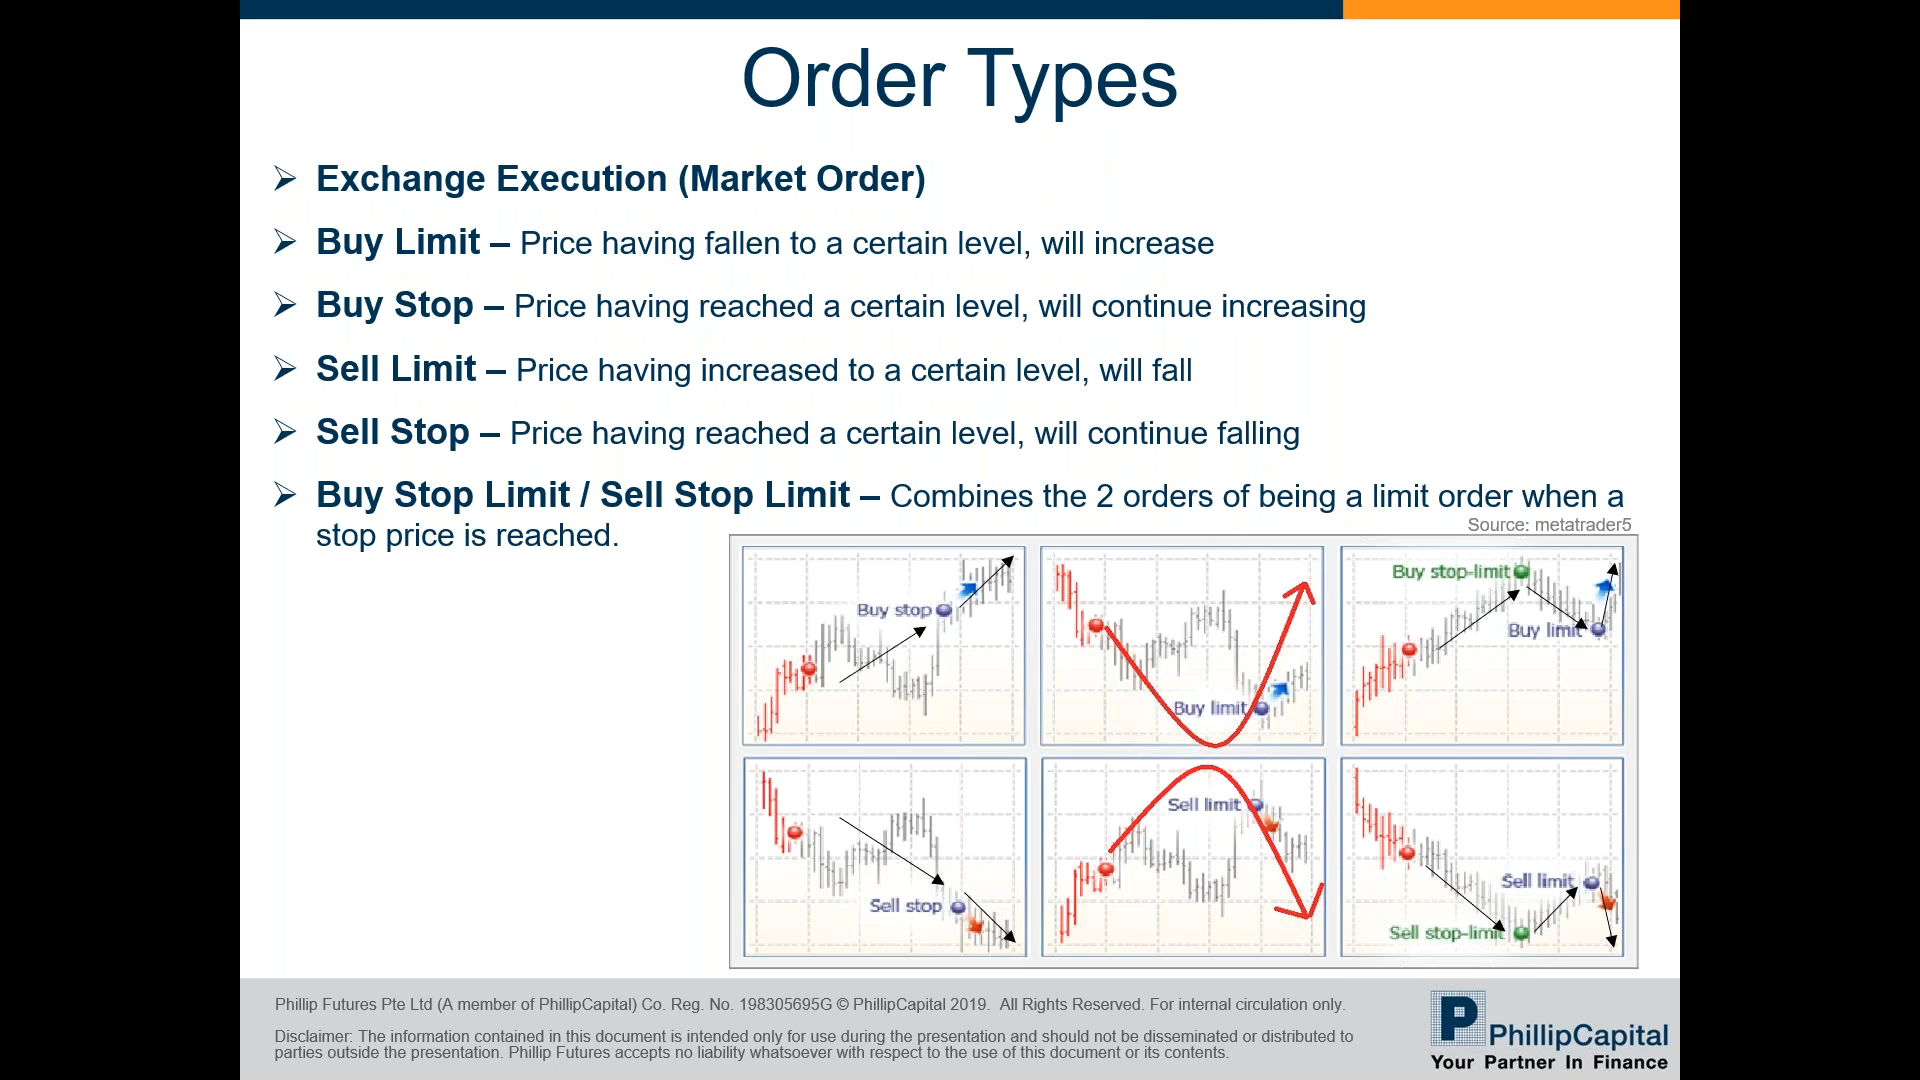 Order Types
Exchange Execution (Market Order)
Buy Limit – Price having fallen to a certain level, will increase
Buy Stop – Price having reached a certain level, will continue increasing
Sell Limit – Price having increased to a certain level, will fall
Sell Stop – Price having reached a certain level, will continue falling
Buy Stop Limit / Sell Stop Limit – Combines the 2 orders of being a limit order when a
stop price is reached.
Source: metatrader5
Buy stop
Buy limit
Buy stop-limit
Buy limit
Sell stop
Sell limit
Sell limit
Sell stop-limit
Phillip Futures Pte Ltd (A member of PhillipCapital) Co. Reg. No. 198305695G © PhillipCapital 2019. All Rights Reserved. For internal circulation only.
Disclaimer: The information contained in this document is intended only for use during the presentation and should not be disseminated or distributed to
parties outside the presentation. Phillip Futures accepts no liability whatsoever with respect to the use of this document or its contents.
P
PhillipCapital
Your Partner In Finance